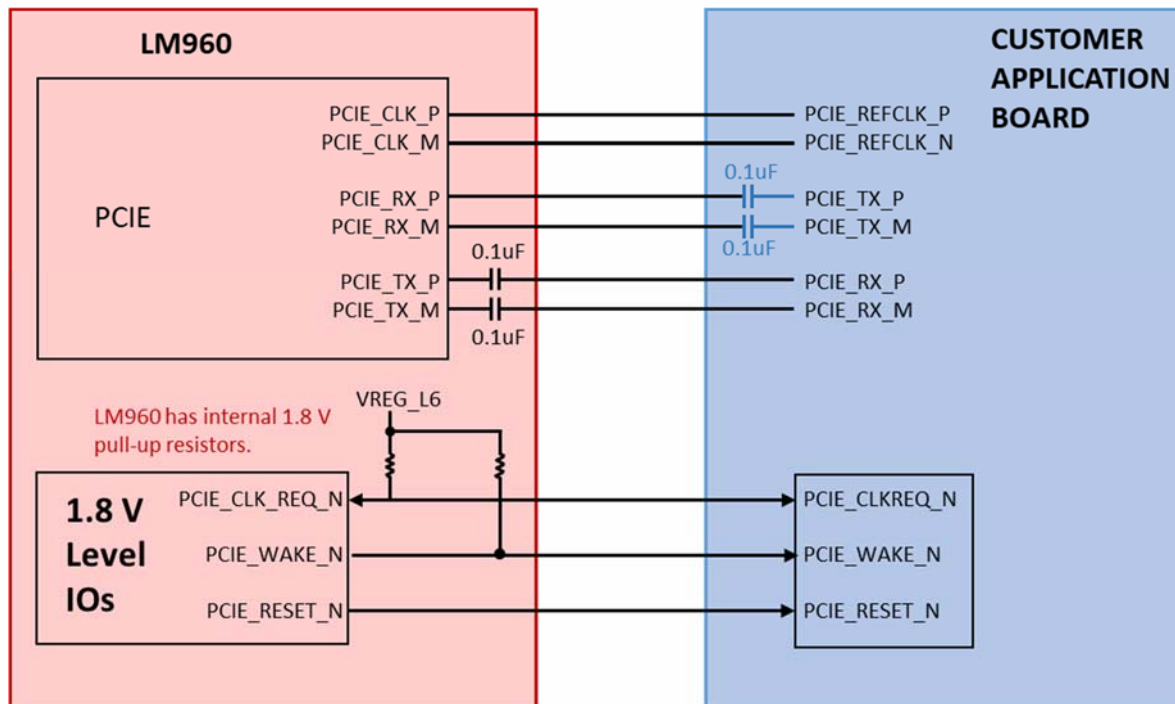 LM960
PCIE
PCIE_CLK_P
PCIE_CLK_M
PCIE_RX_P
PCIE_RX_M
PCIE_TX_P
PCIE_TX_M
0.1uF
0.1uF
VREG_L6
LM960 has internal 1.8 V
pull-up resistors.
1.8 V
Level
IOs
PCIE_CLK_REQ_N
PCIE_WAKE_N
PCIE_RESET_N
CUSTOMER
APPLICATION
BOARD
PCIE_REFCLK_P
PCIE_REFCLK_N
0.1uF
PCIE_TX_P
PCIE_TX_M
0.1uF
PCIE_RX_P
PCIE_RX_M
PCIE_CLKREQ_N
PCIE_WAKE_N
PCIE_RESET_N